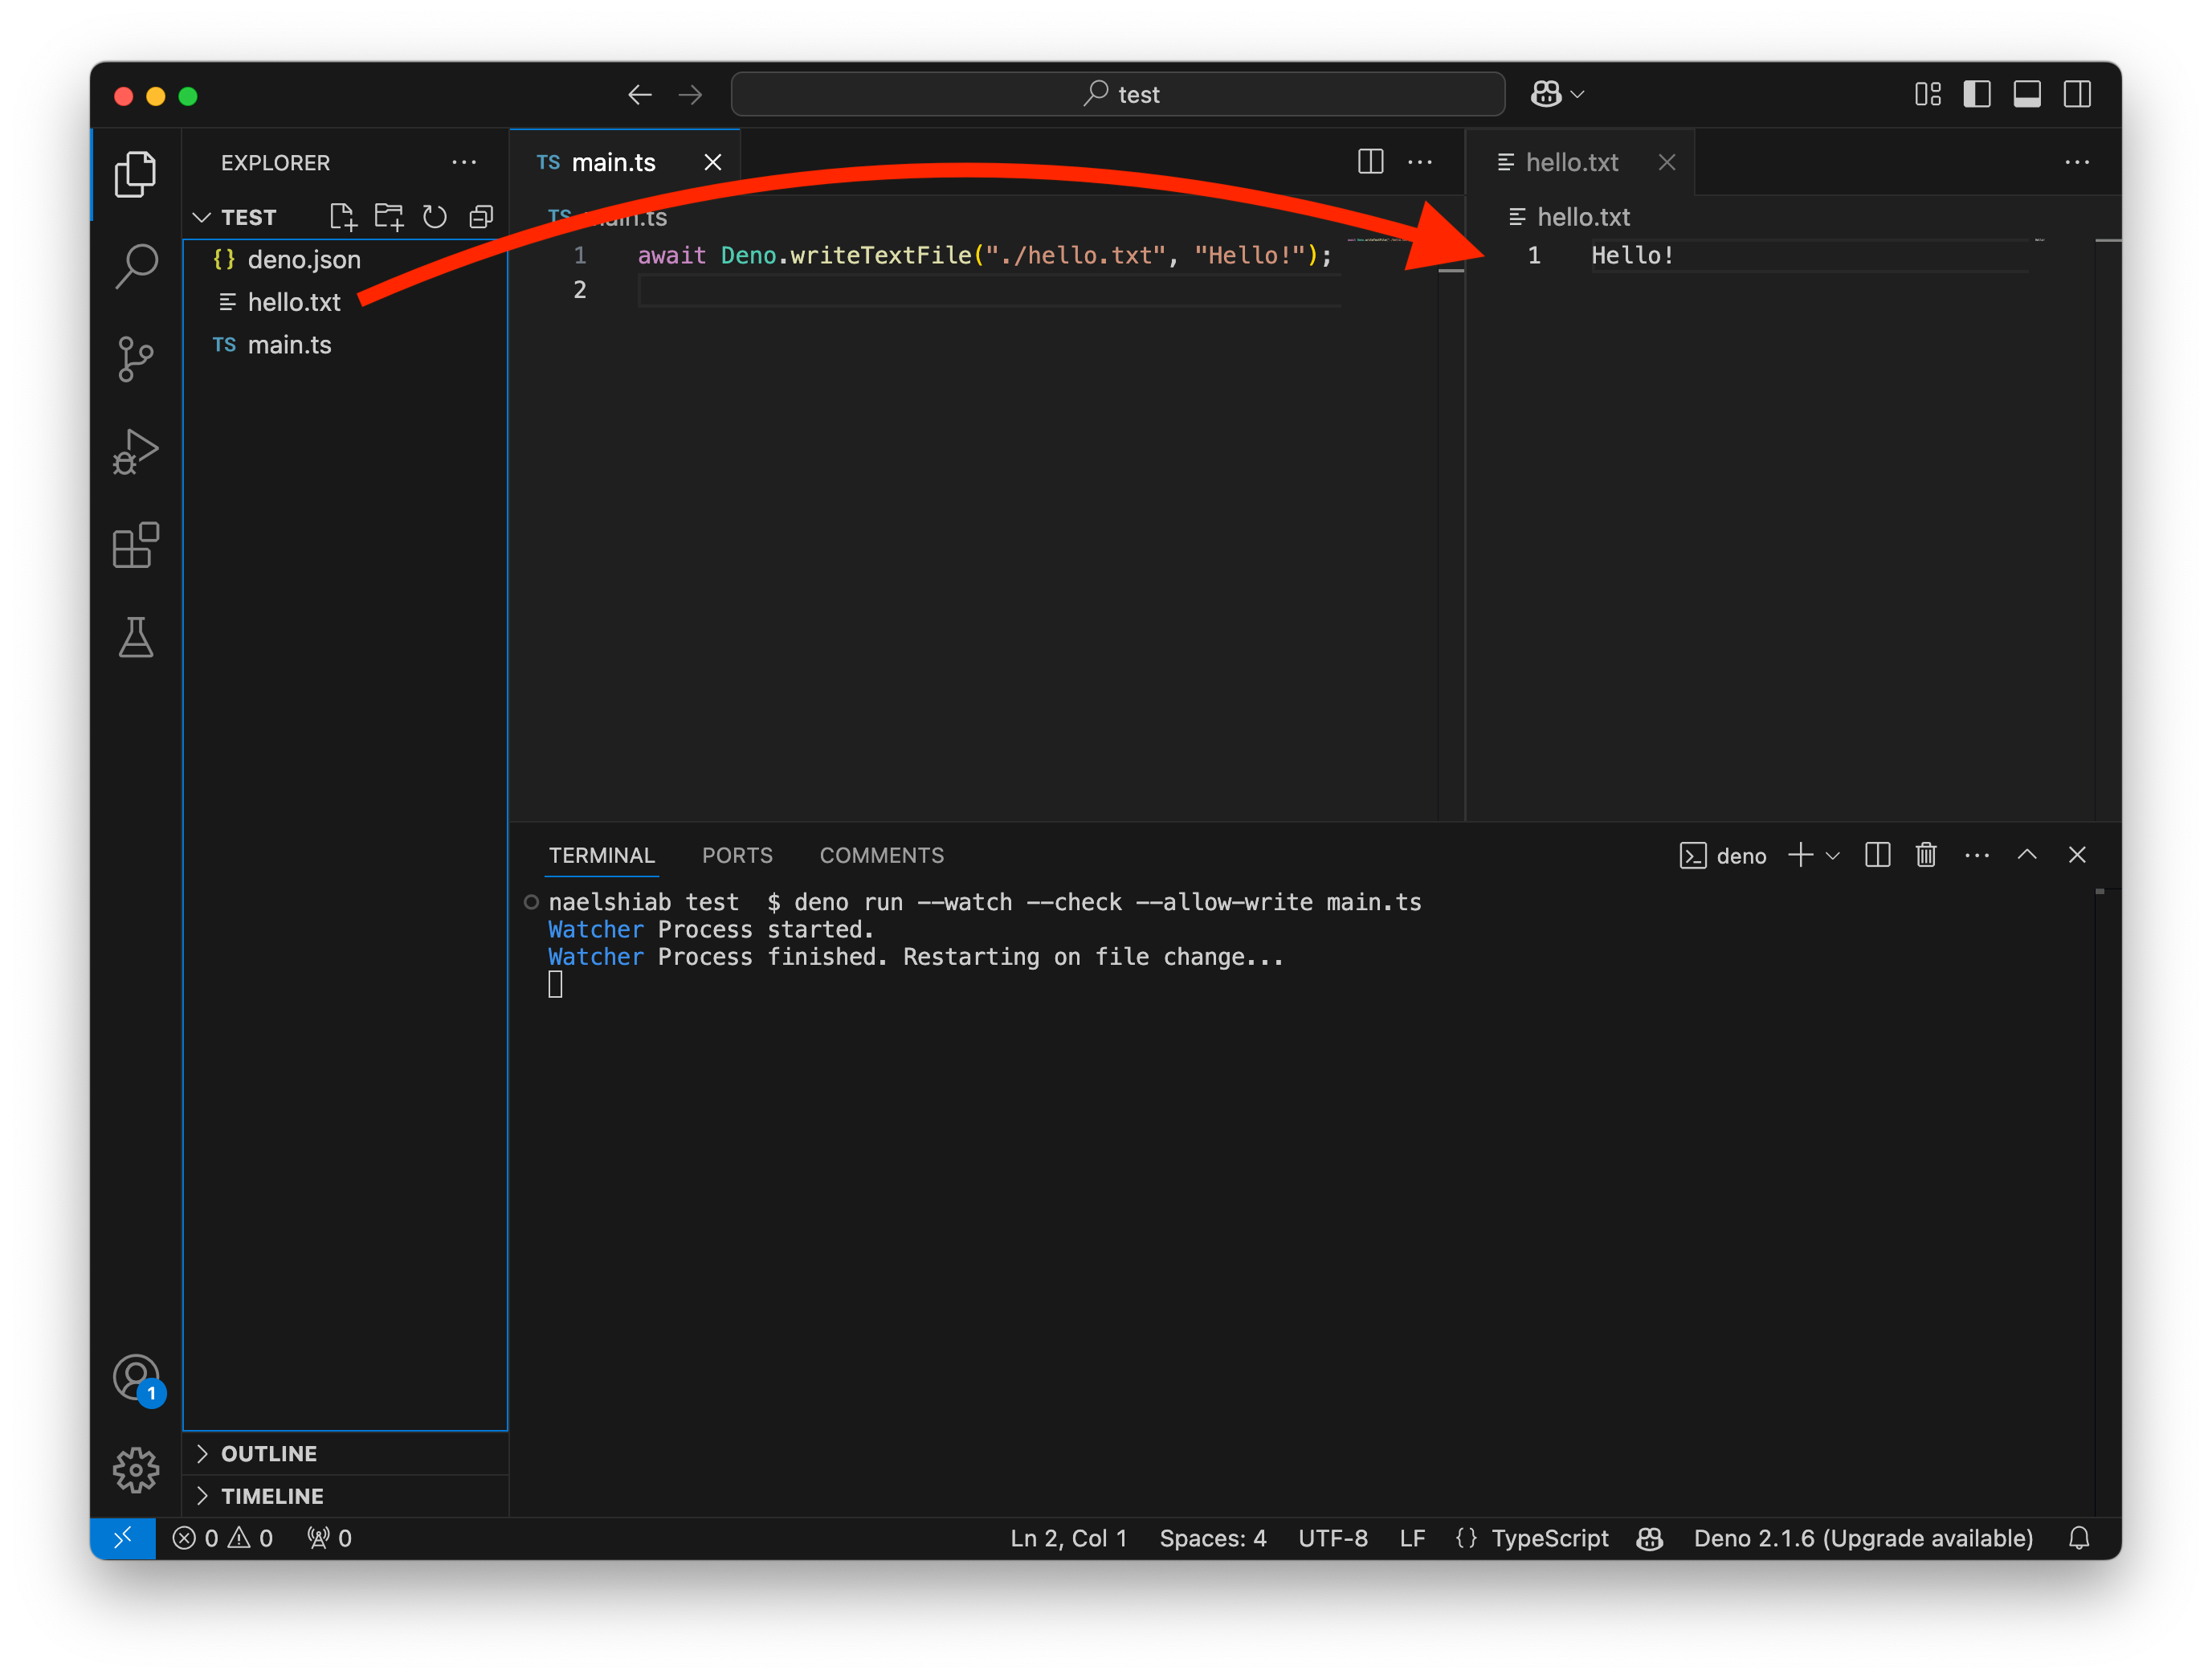 test
EXPLORER
TEST
deno.json
hello.txt
TS main.ts
OUTLINE
TIMELINE
TS main.ts
TS main.ts
1 await Deno.writeTextFile("./hello.txt", "Hello!");
2
hello.txt
hello.txt
1 Hello!
TERMINAL PORTS COMMENTS
deno
naelshiab test $ deno run --watch --check --allow-write main.ts
Watcher Process started.
Watcher Process finished. Restarting on file change...
1
0 0 0
Ln 2, Col 1 Spaces: 4 UTF-8 LF {} TypeScript Deno 2.1.6 (Upgrade available)